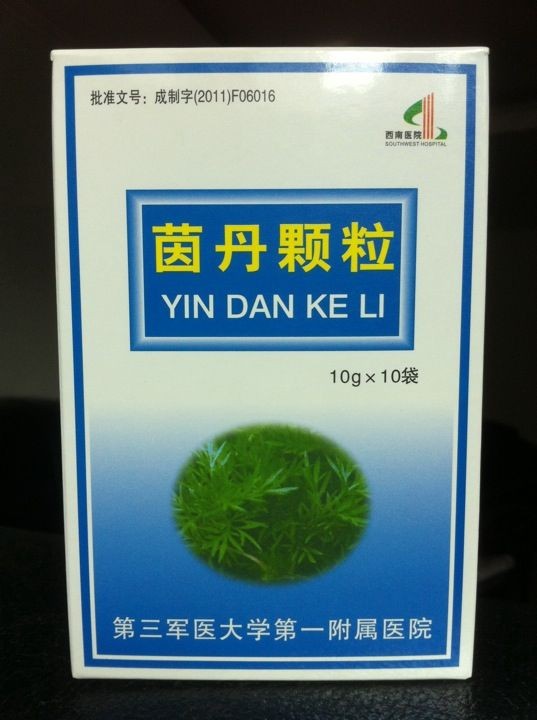 批准文号：成制字(2011)F06016
西南医院
SOUTHWEST HOSPITAL
茵丹颗粒
YIN DAN KE LI
10g×10袋
第三军医大学第一附属医院